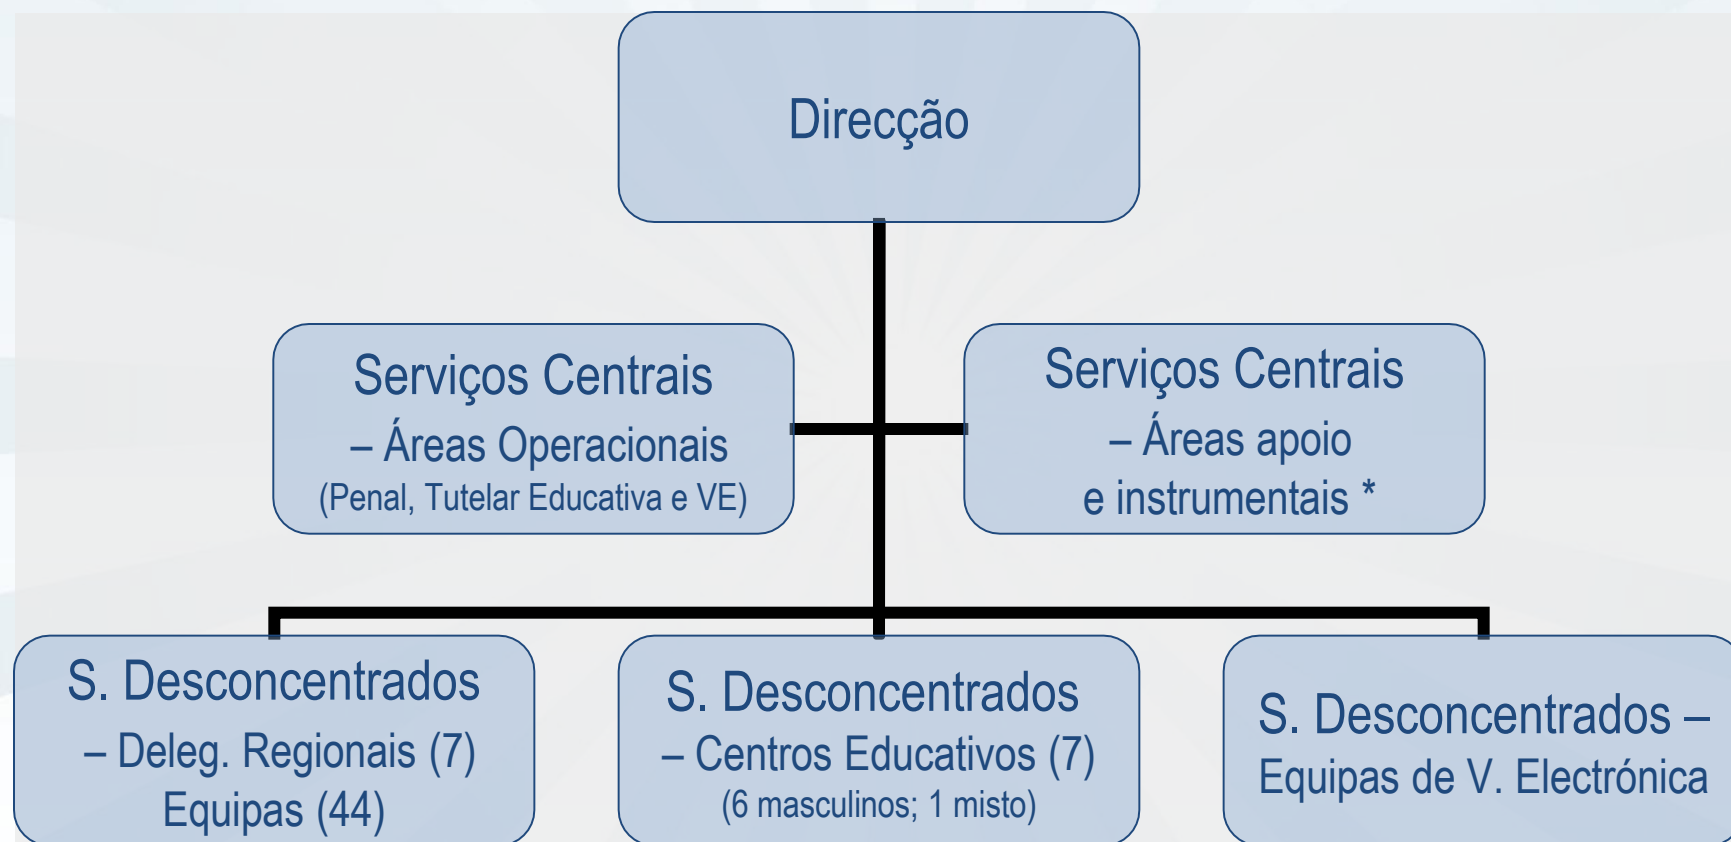 Direcção
Serviços Centrais
– Áreas Operacionais
(Penal, Tutelar Educativa e VE)
Serviços Centrais
– Áreas apoio
e instrumentais *
S. Desconcentrados
– Deleg. Regionais (7)
Equipas (44)
S. Desconcentrados
– Centros Educativos (7)
(6 masculinos; 1 misto)
S. Desconcentrados –
Equipas de V. Electrónica